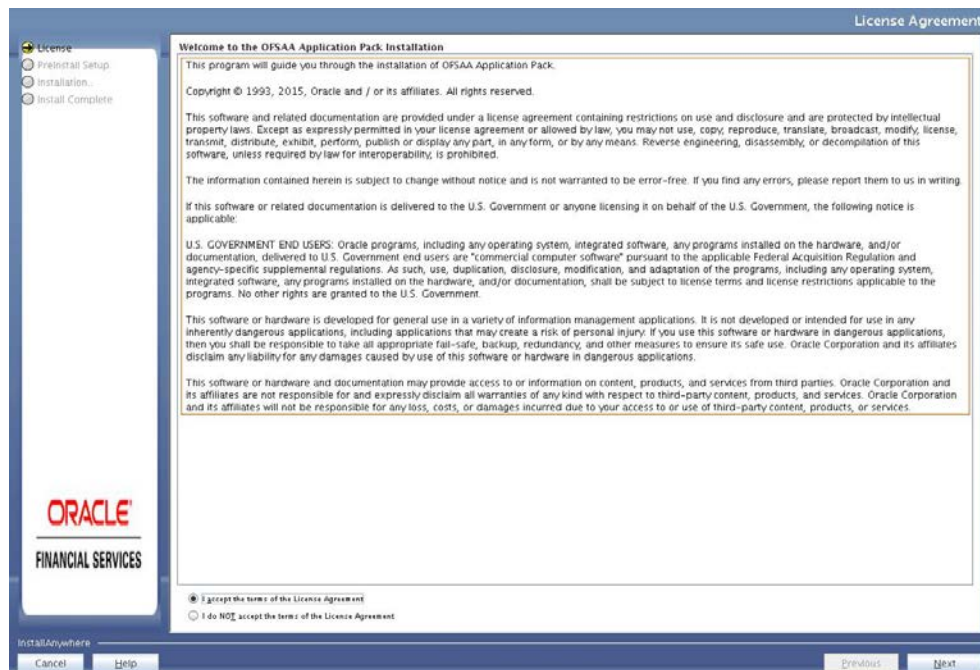 License Agreement
License
Preinstall Setup
Installation..
Install Complete
Welcome to the OFSAA Application Pack Installation
This program will guide you through the installation of OFSAA Application Pack.
Copyright © 1993, 2015, Oracle and / or its affiliates. All rights reserved.
This software and related documentation are provided under a license agreement containing restrictions on use and disclosure and are protected by intellectual
property laws. Except as expressly permitted in your license agreement or allowed by law, you may not use, copy, reproduce, translate, broadcast, modify, license,
transmit, distribute, exhibit, perform, publish or display any part, in any form, or by any means. Reverse engineering, disassembly, or decompilation of this
software, unless required by law for interoperability, is prohibited.
The information contained herein is subject to change without notice and is not warranted to be error-free. If you find any errors, please report them to us in writing.
If this software or related documentation is delivered to the U.S. Government or anyone licensing it on behalf of the U.S. Government, the following notice is
applicable:
U.S. GOVERNMENT END USERS: Oracle programs, including any operating system, integrated software, any programs installed on the hardware, and/or
documentation, delivered to U.S. Government end users are "commercial computer software" pursuant to the applicable Federal Acquisition Regulation and
agency-specific supplemental regulations. As such, use, duplication, disclosure, modification, and adaptation of the programs, including any operating system,
integrated software, any programs installed on the hardware, and/or documentation, shall be subject to license terms and license restrictions applicable to the
programs. No other rights are granted to the U.S. Government.
This software or hardware is developed for general use in a variety of information management applications. It is not developed or intended for use in any
inherently dangerous applications, including applications that may create a risk of personal injury. If you use this software or hardware in dangerous applications,
then you shall be responsible to take all appropriate fail-safe, backup, redundancy, and other measures to ensure its safe use. Oracle Corporation and its affiliates
disclaim any liability for any damages caused by use of this software or hardware in dangerous applications.
This software or hardware and documentation may provide access to or information on content, products, and services from third parties. Oracle Corporation and
its affiliates are not responsible for and expressly disclaim all warranties of any kind with respect to third-party content, products, and services. Oracle Corporation
and its affiliates will not be responsible for any loss, costs, or damages incurred due to your access to or use of third-party content, products, or services.
ORACLE
FINANCIAL SERVICES
I accept the terms of the License Agreement
I do NOT accept the terms of the License Agreement
InstallAnywhere
Cancel
Help
Previous
Next